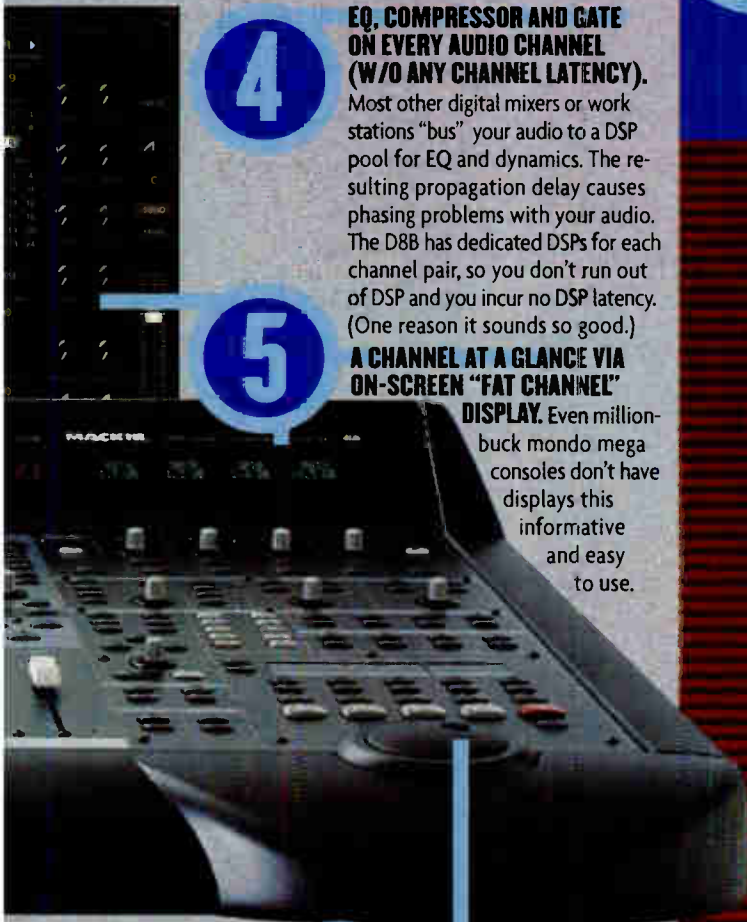 4
EQ, COMPRESSOR AND GATE
ON EVERY AUDIO CHANNEL
(W/O ANY CHANNEL LATENCY).
Most other digital mixers or work
stations "bus" your audio to a DSP
pool for EQ and dynamics. The re-
sulting propagation delay causes
phasing problems with your audio.
The D8B has dedicated DSPs for each
channel pair, so you don't run out
of DSP and you incur no DSP latency.
(One reason it sounds so good.)
5
A CHANNEL AT A GLANCE VIA
ON-SCREEN "FAT CHANNEL"
DISPLAY. Even million-
buck mondo mega
consoles don't have
displays this
informative
and easy
to use.
MACKIE